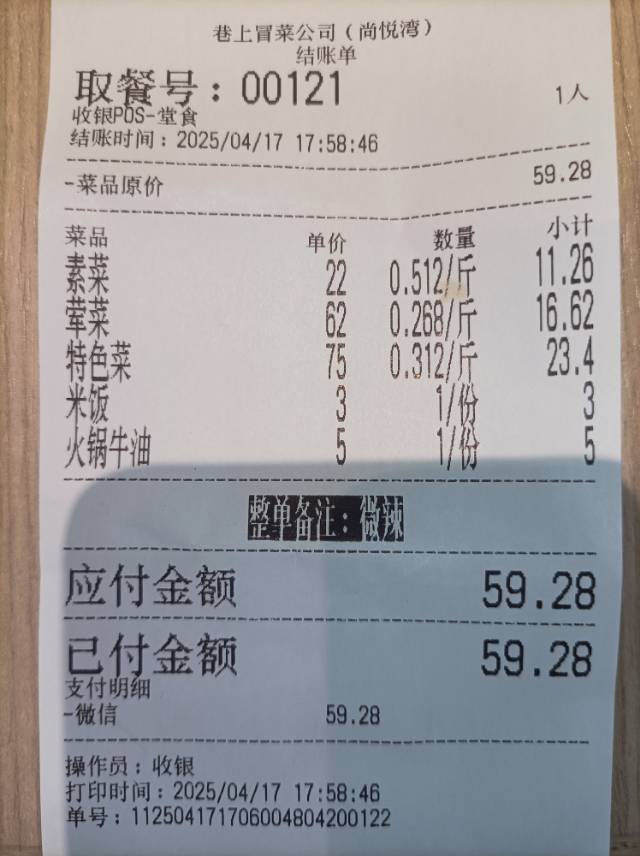 巷上冒菜公司（尚悦湾）
结账单
取餐号：00121 1人
收银POS-堂食
结账时间：2025/04/17 17:58:46
-菜品原价 59.28
菜品 单价 数量 小计
素菜 22 0.512/斤 11.26
荤菜 62 0.268/斤 16.62
特色菜 75 0.312/斤 23.4
米饭 3 1/份 3
火锅牛油 5 1/份 5
整单备注：微辣
应付金额 59.28
已付金额 59.28
支付明细
-微信 59.28
操作员：收银
打印时间：2025/04/17 17:58:46
单号：112504171706004804200122